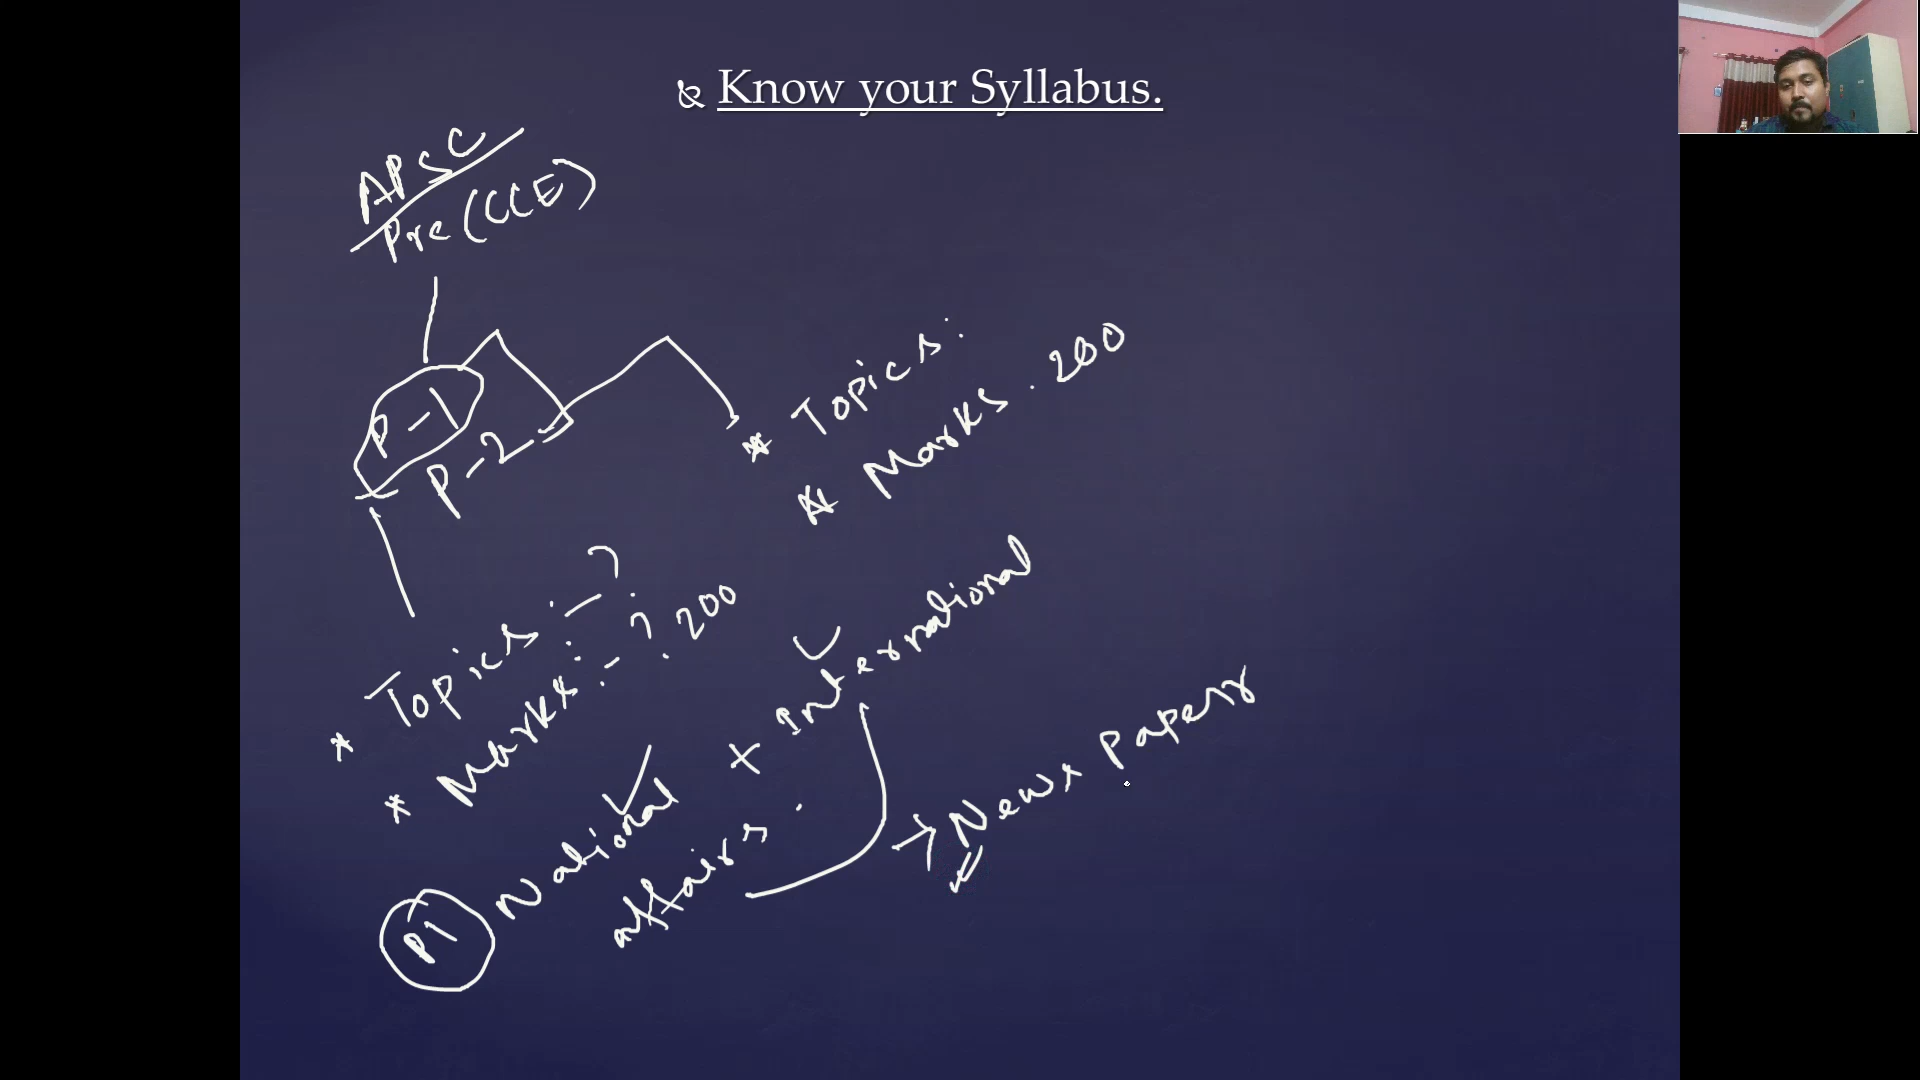 Know your Syllabus.
APSC
Pre (CCE)
P-1
P-2
* Topics:
* Marks. 200
* Topics :- ?
* Marks :- ? 200
P1 National + International
affairs.
→ News Papers